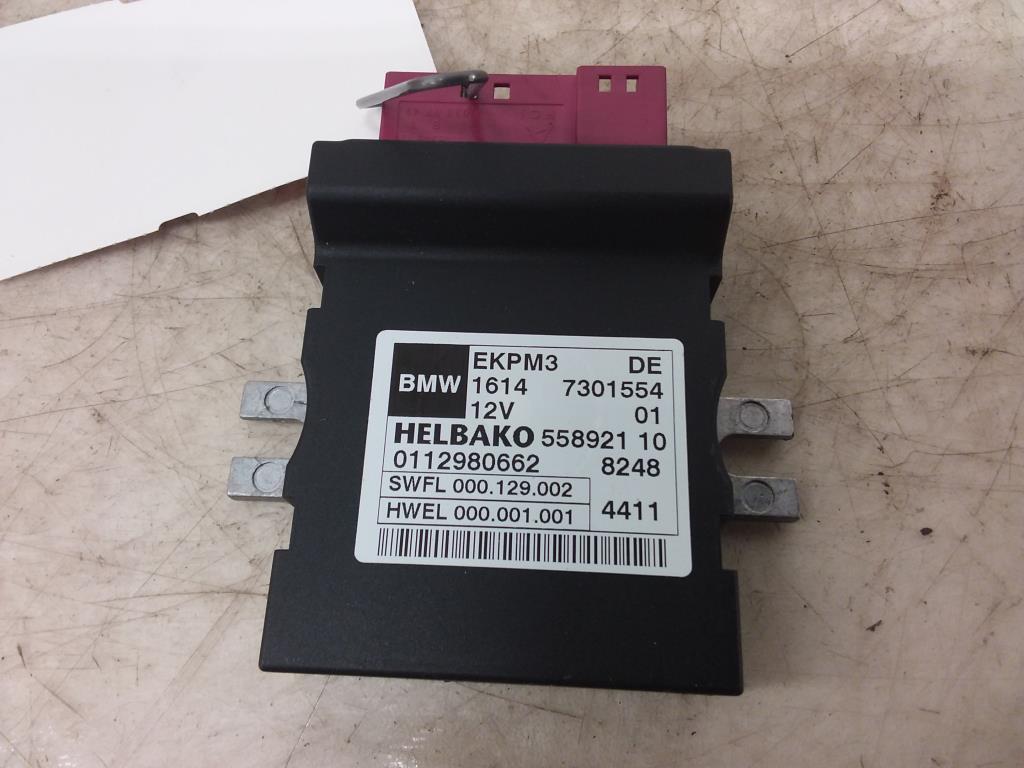 BMW
EKPM3 DE
1614 7301554
12V 01
HELBAKO 558921 10
0112980662 8248
SWFL 000.129.002
HWEL 000.001.001 4411